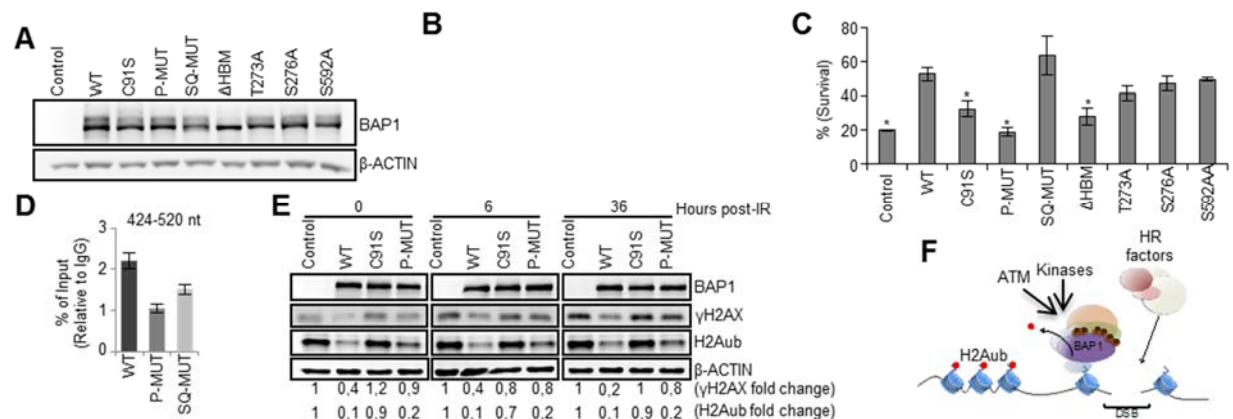 A
Control
WT
C91S
P-MUT
SQ-MUT
ΔHBM
T273A
S276A
S592A
BAP1
β-ACTIN
B
C
% (Survival)
80
60
40
20
0
*
*
*
*
Control
WT
C91S
P-MUT
SQ-MUT
ΔHBM
T273A
S276A
S592AA
D
424-520 nt
% of Input
(Relative to IgG)
3
2
1
0
WT
P-MUT
SQ-MUT
E
0
6
36
Hours post-IR
Control
WT
C91S
P-MUT
Control
WT
C91S
P-MUT
Control
WT
C91S
P-MUT
BAP1
γH2AX
H2Aub
β-ACTIN
1 0,4 1,2 0,9 1 0,4 0,8 0,8 1 0,2 1 0,8 (γH2AX fold change)
1 0,1 0,9 0,2 1 0,1 0,7 0,2 1 0,1 0,9 0,2 (H2Aub fold change)
F
HR
factors
ATM
Kinases
BAP1
H2Aub
DSB